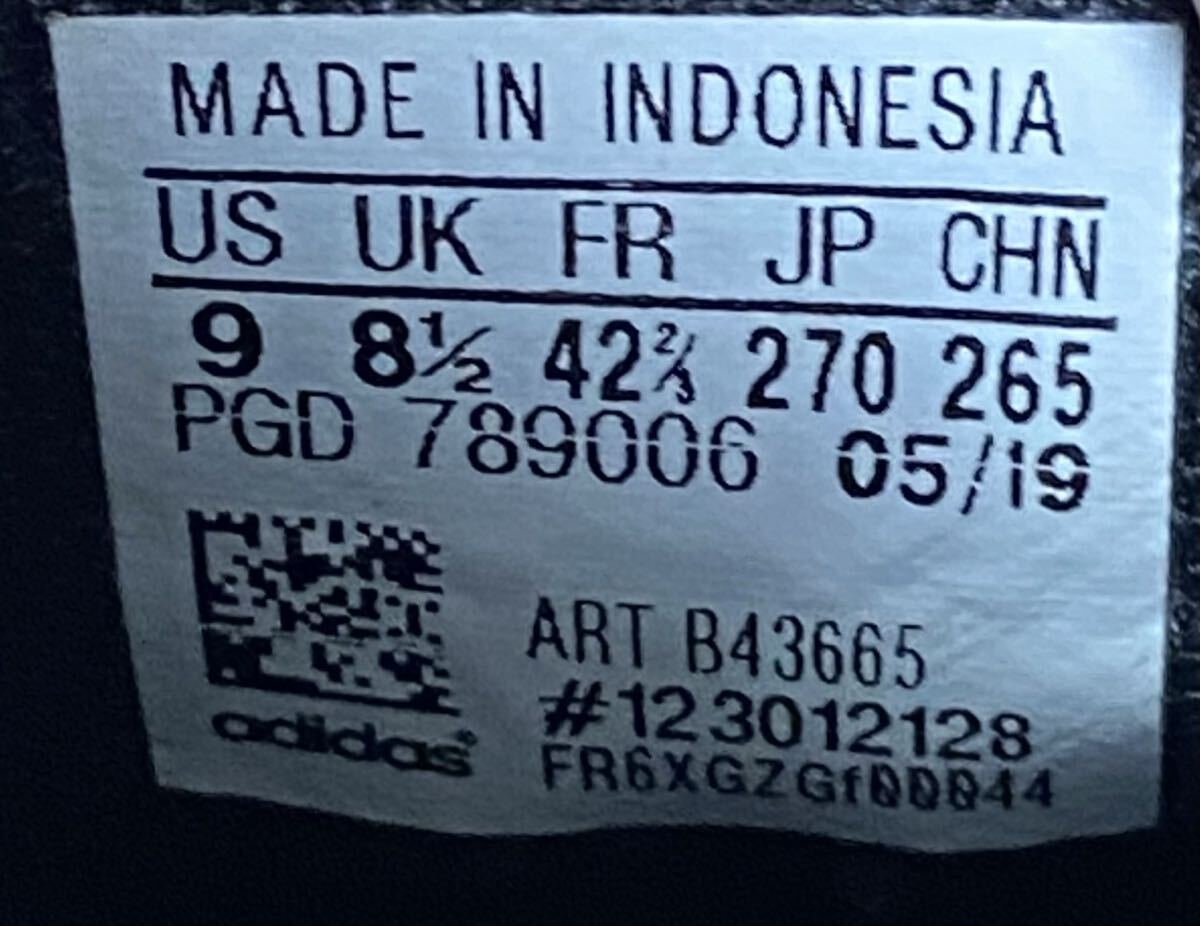 MADE IN INDONESIA
US UK FR JP CHN
9 8½ 42⅔ 270 265
PGD 789006 05/19
ART B43665
#123012128
adidas
FR6XGZGf00044